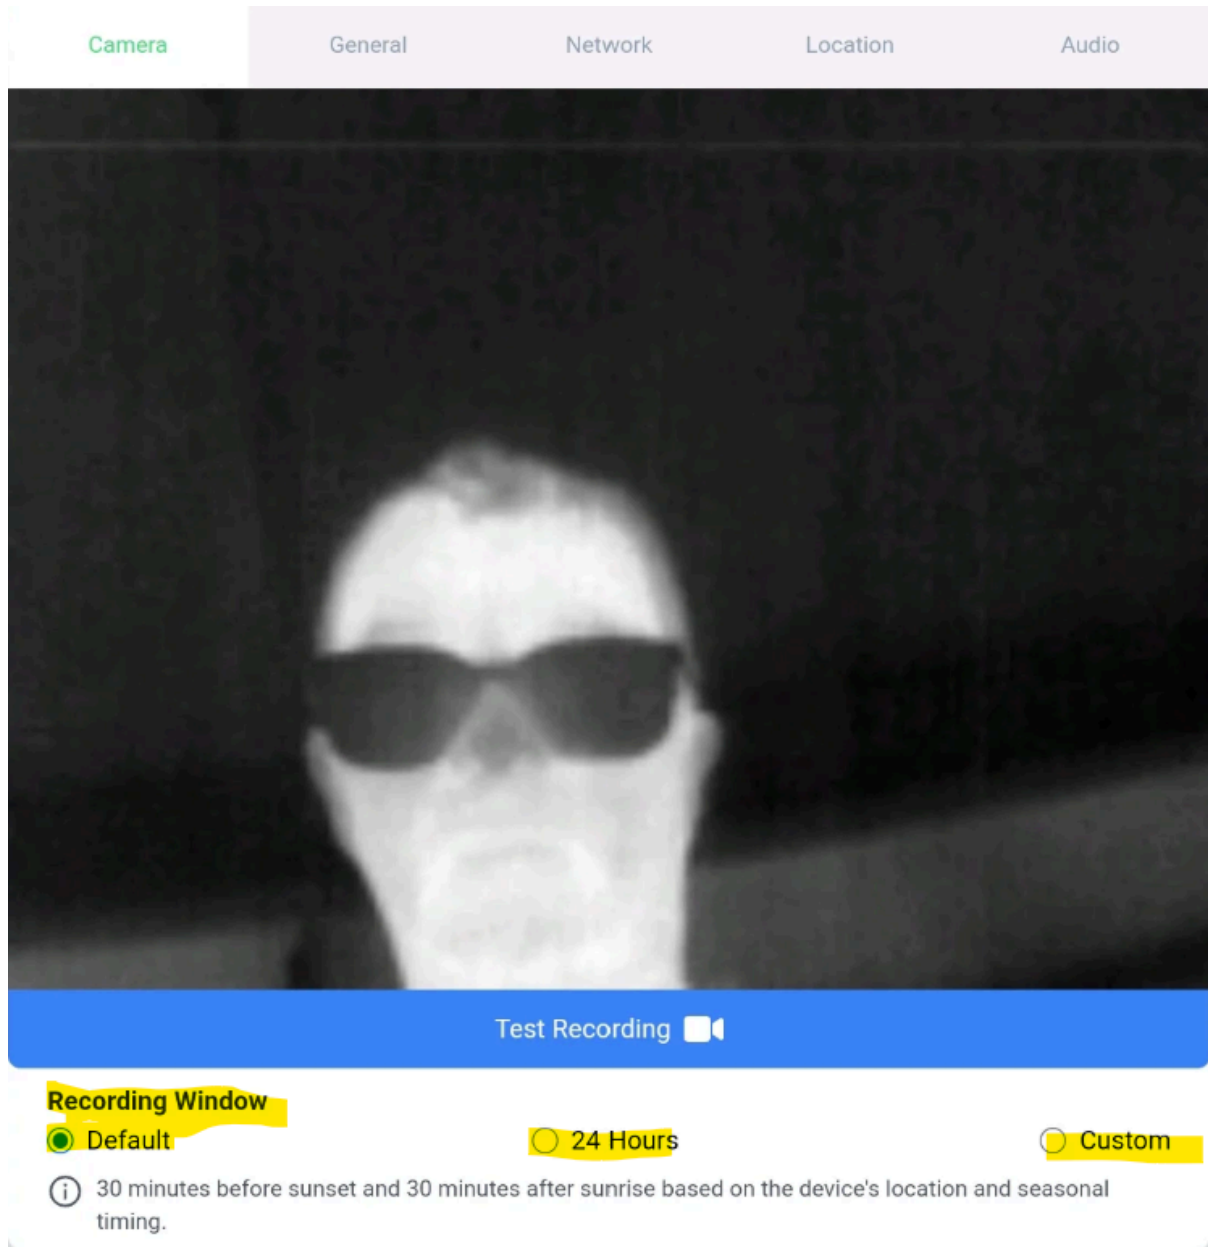 Camera General Network Location Audio
Test Recording
Recording Window
Default 24 Hours Custom
30 minutes before sunset and 30 minutes after sunrise based on the device's location and seasonal
timing.